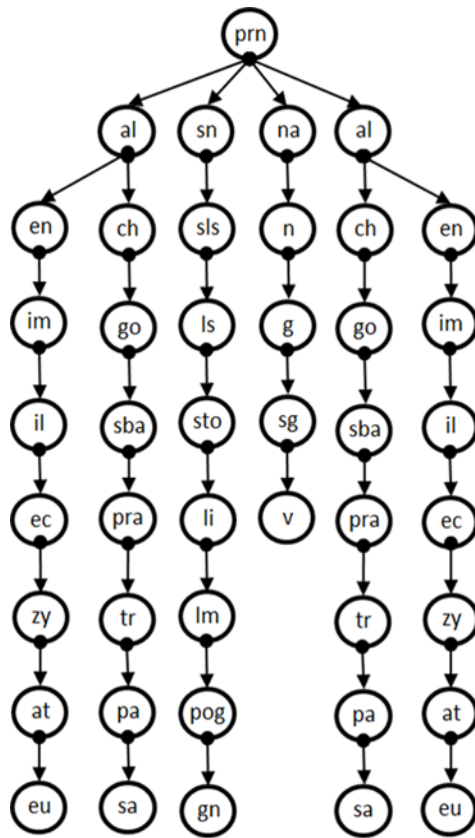 prn
al sn na al
en ch sls n ch en
im go ls g go im
il sba sto sg sba il
ec pra li v pra ec
zy tr lm tr zy
at pa pog pa at
eu sa gn sa eu